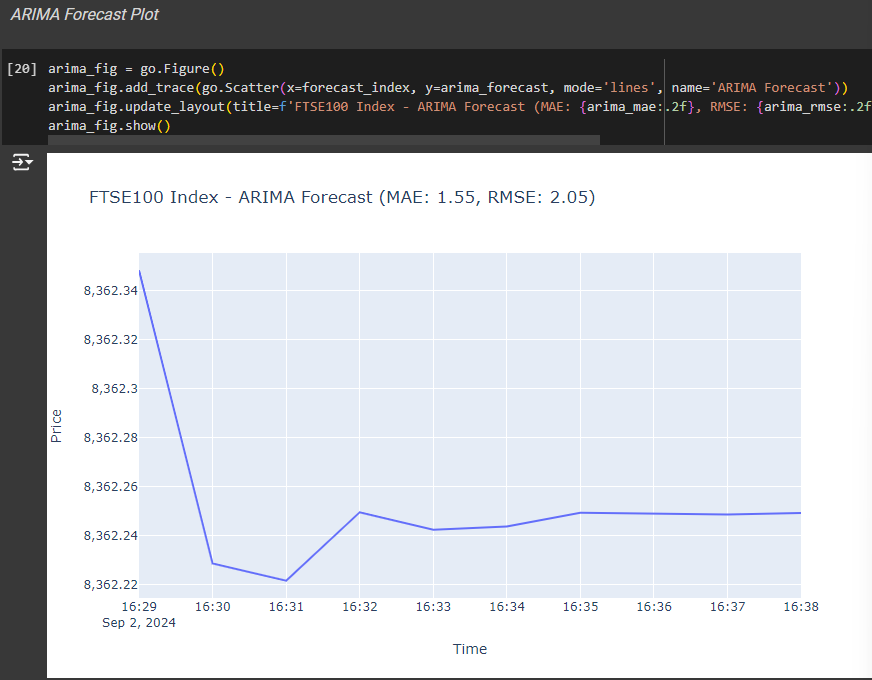 ARIMA Forecast Plot
[20] arima_fig = go.Figure()
arima_fig.add_trace(go.Scatter(x=forecast_index, y=arima_forecast, mode='lines', name='ARIMA Forecast'))
arima_fig.update_layout(title=f'FTSE100 Index - ARIMA Forecast (MAE: {arima_mae:.2f}, RMSE: {arima_rmse:.2f
arima_fig.show()
FTSE100 Index - ARIMA Forecast (MAE: 1.55, RMSE: 2.05)
8,362.34
8,362.32
8,362.3
8,362.28
8,362.26
8,362.24
8,362.22
Price
16:29 16:30 16:31 16:32 16:33 16:34 16:35 16:36 16:37 16:38
Sep 2, 2024
Time